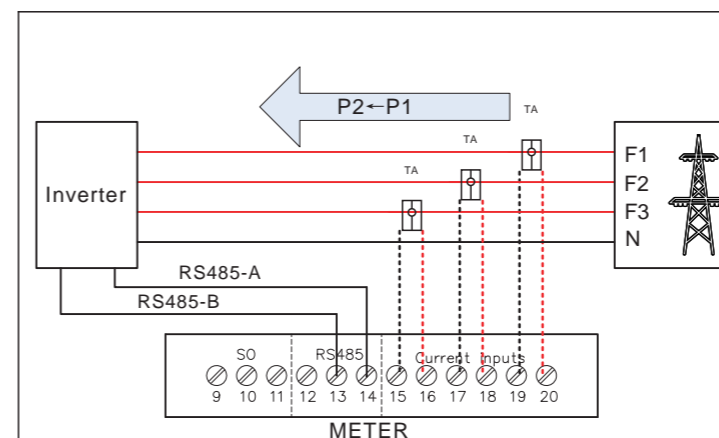 P2←P1
TA
TA
TA
F1
F2
F3
N
Inverter
RS485-A
RS485-B
SO
RS485
Current Inputs
9 10 11 12 13 14 15 16 17 18 19 20
METER